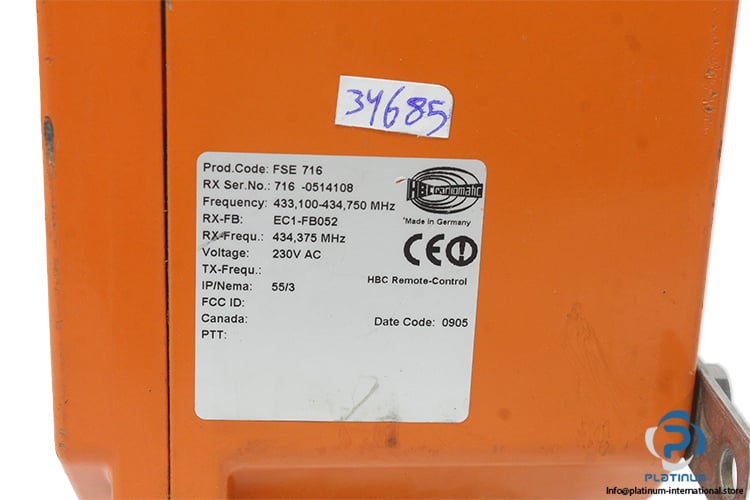 34685
Prod.Code: FSE 716
RX Ser.No.: 716 -0514108
Frequency: 433,100-434,750 MHz
RX-FB: EC1-FB052
RX-Frequ.: 434,375 MHz
Voltage: 230V AC
TX-Frequ.:
IP/Nema: 55/3
FCC ID:
Canada:
PTT:
HBC radiomatic
*Made in Germany
CE
HBC Remote-Control
Date Code: 0905
PLATINUM
info@platinum-international.store